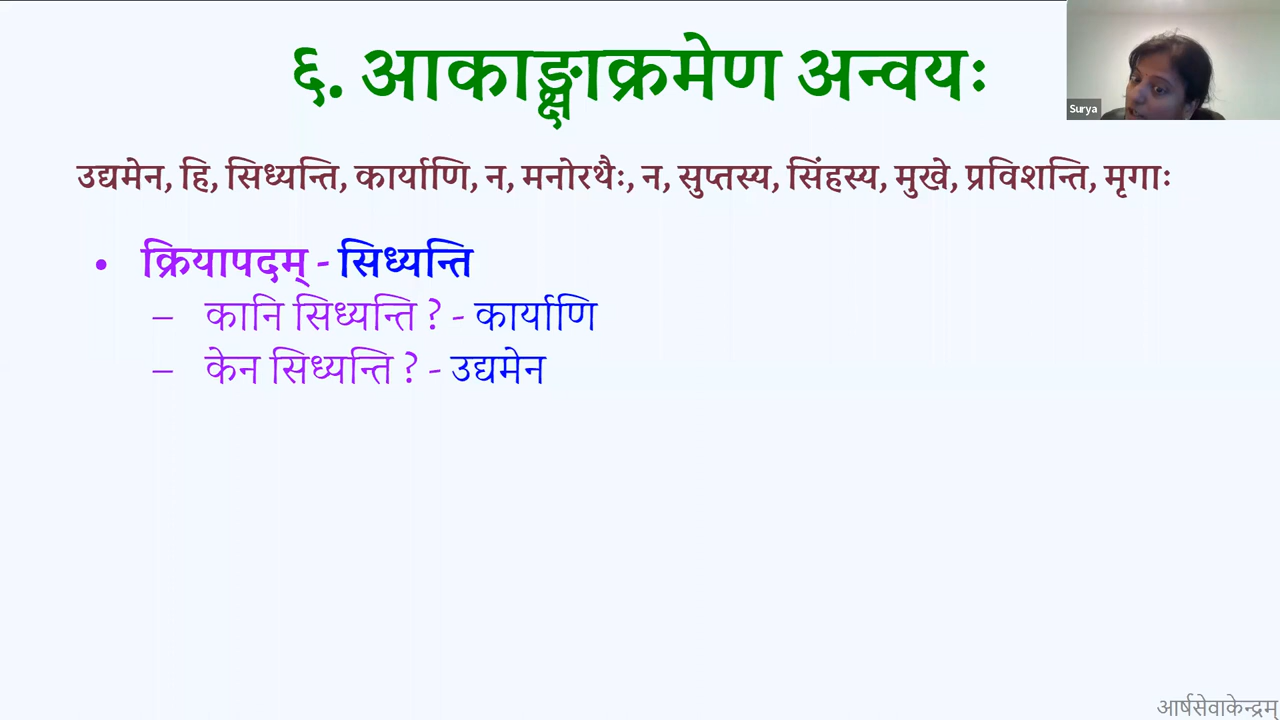 ६. आकाङ्क्षाक्रमेण अन्वयः
Surya
उद्यमेन, हि, सिध्यन्ति, कार्याणि, न, मनोरथैः, न, सुप्तस्य, सिंहस्य, मुखे, प्रविशन्ति, मृगाः
• क्रियापदम् - सिध्यन्ति
– कानि सिध्यन्ति ? - कार्याणि
– केन सिध्यन्ति ? - उद्यमेन
आर्षसेवाकेन्द्रम्